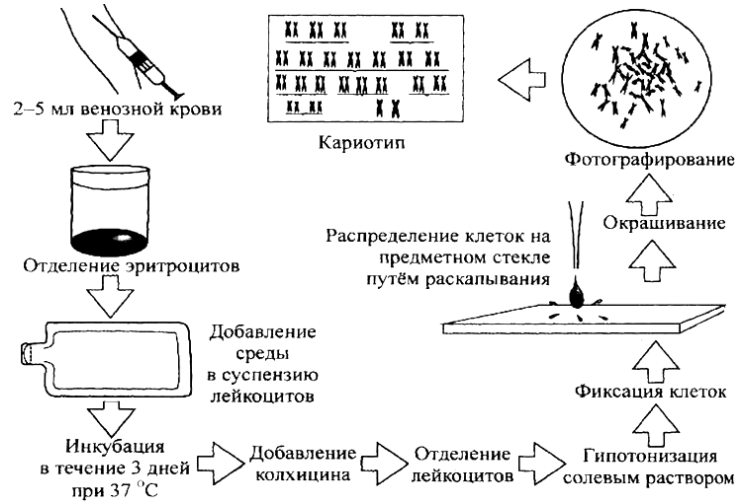 2–5 мл венозной крови
Отделение эритроцитов
Добавление
среды
в суспензию
лейкоцитов
Инкубация
в течение 3 дней
при 37 °С
Добавление
колхицина
Отделение
лейкоцитов
Гипотонизация
солевым раствором
Фиксация клеток
Распределение клеток на
предметном стекле
путём раскапывания
Окрашивание
Фотографирование
Кариотип